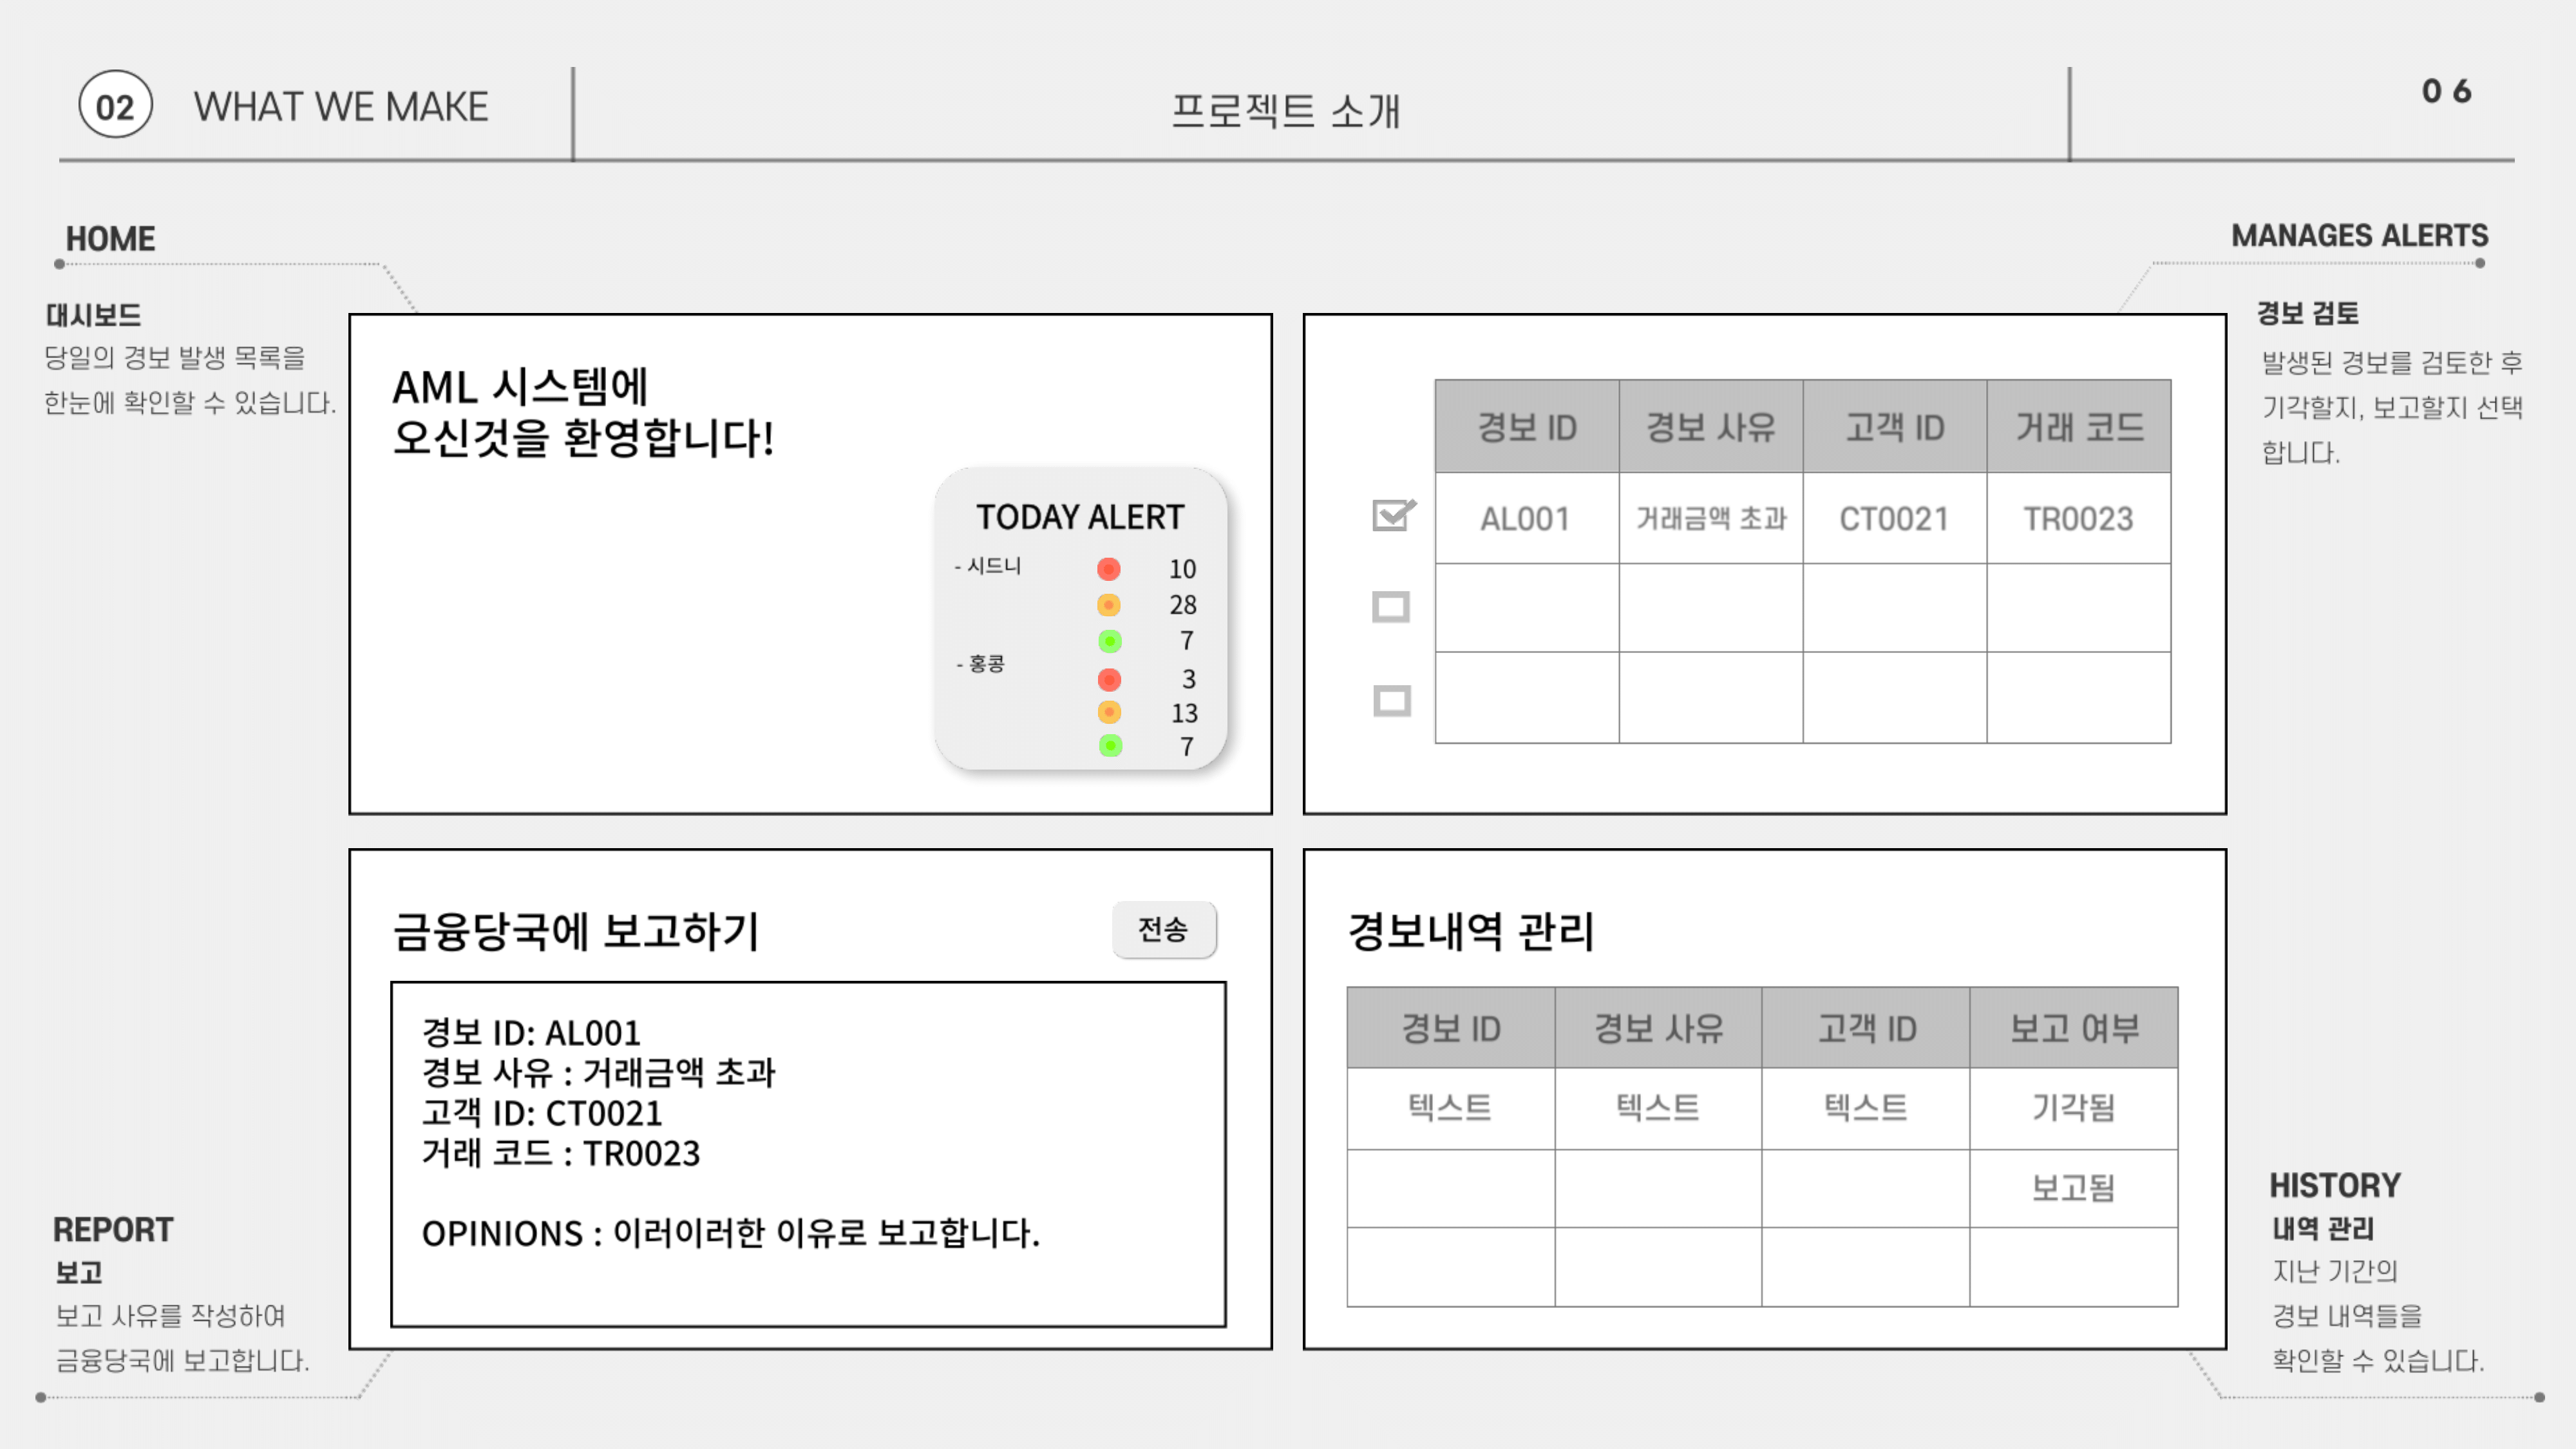 02 WHAT WE MAKE
프로젝트 소개
06
HOME
대시보드
당일의 경보 발생 목록을
한눈에 확인할 수 있습니다.
AML 시스템에
오신것을 환영합니다!
TODAY ALERT
- 시드니 10
28
7
- 홍콩
3
13
7
MANAGES ALERTS
경보 검토
발생된 경보를 검토한 후
기각할지, 보고할지 선택
합니다.
경보 ID 경보 사유 고객 ID 거래 코드
AL001 거래금액 초과 CT0021 TR0023
금융당국에 보고하기
전송
경보 ID: AL001
경보 사유 : 거래금액 초과
고객 ID: CT0021
거래 코드 : TR0023
OPINIONS : 이러이러한 이유로 보고합니다.
REPORT
보고
보고 사유를 작성하여
금융당국에 보고합니다.
경보내역 관리
경보 ID 경보 사유 고객 ID 보고 여부
텍스트 텍스트 텍스트 기각됨
보고됨
HISTORY
내역 관리
지난 기간의
경보 내역들을
확인할 수 있습니다.